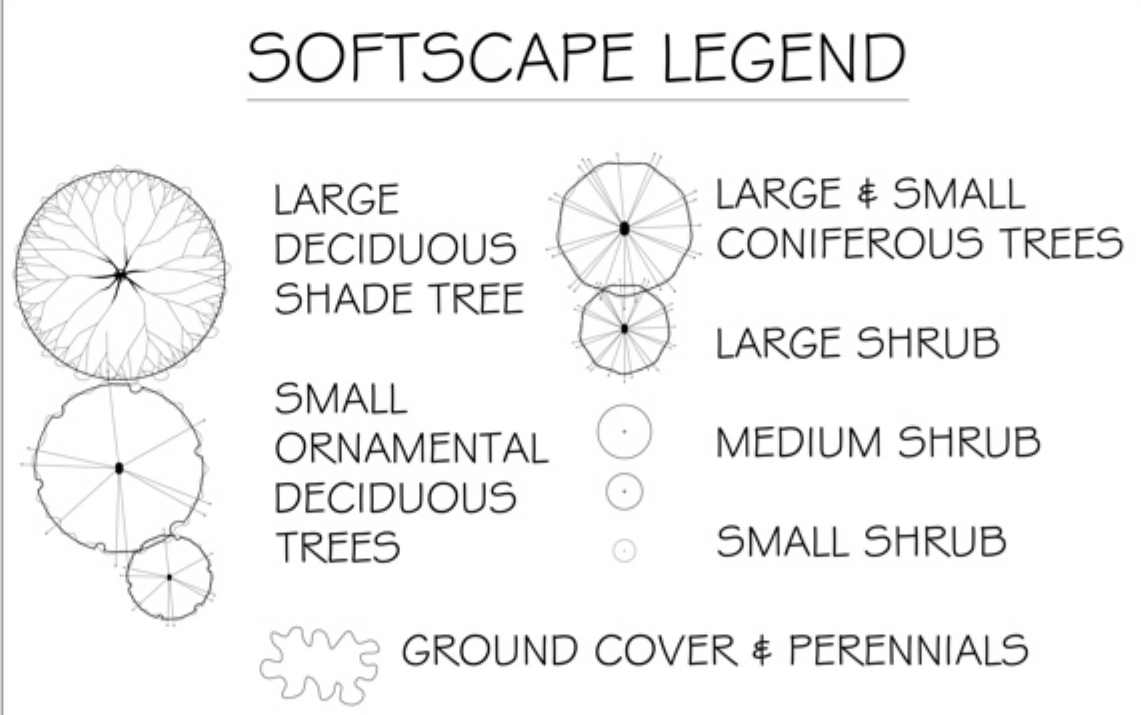 SOFTSCAPE LEGEND
LARGE
DECIDUOUS
SHADE TREE
SMALL
ORNAMENTAL
DECIDUOUS
TREES
LARGE & SMALL
CONIFEROUS TREES
LARGE SHRUB
MEDIUM SHRUB
SMALL SHRUB
GROUND COVER & PERENNIALS